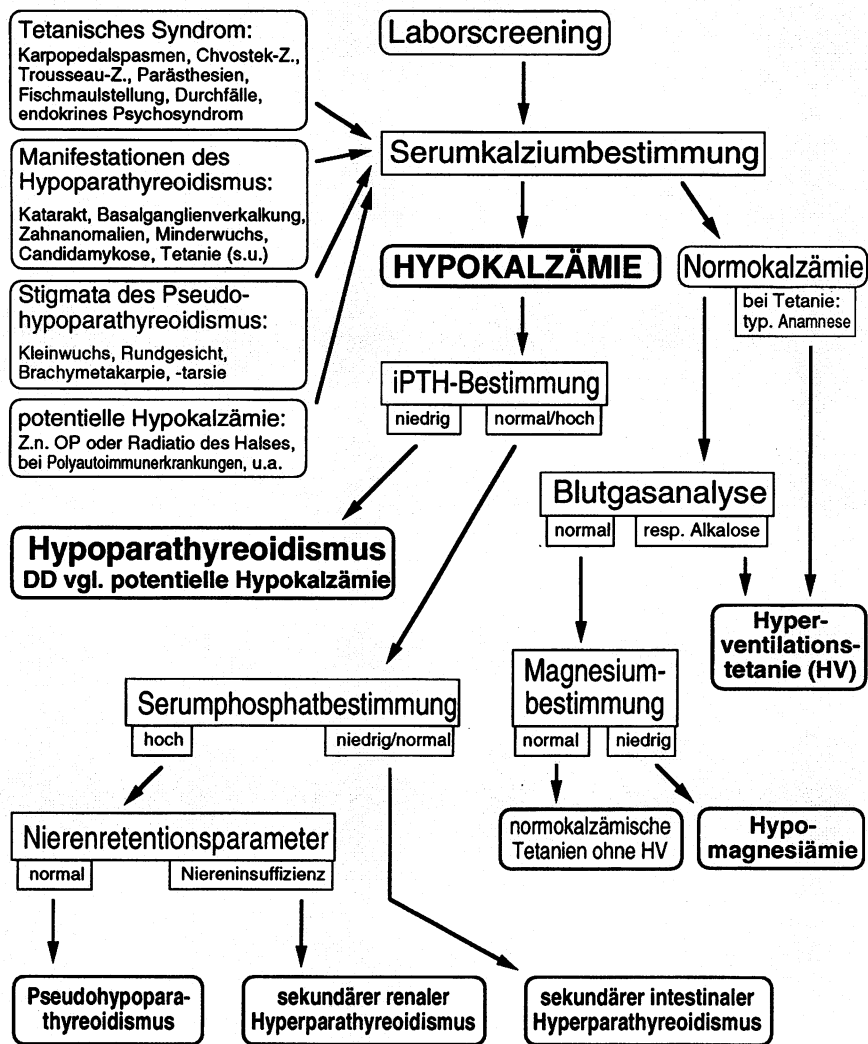 Tetanisches Syndrom:
Karpopedalspasmen, Chvostek-Z.,
Trousseau-Z., Parästhesien,
Fischmaulstellung, Durchfälle,
endokrines Psychosyndrom
Manifestationen des
Hypoparathyreoidismus:
Katarakt, Basalganglienverkalkung,
Zahnanomalien, Minderwuchs,
Candidamykose, Tetanie (s.u.)
Stigmata des Pseudo-
hypoparathyreoidismus:
Kleinwuchs, Rundgesicht,
Brachymetakarpie, -tarsie
potentielle Hypokalzämie:
Z.n. OP oder Radiatio des Halses,
bei Polyautoimmunerkrankungen, u.a.
Laborscreening
Serumkalziumbestimmung
HYPOKALZÄMIE
Normokalzämie
bei Tetanie:
typ. Anamnese
iPTH-Bestimmung
niedrig
normal/hoch
Blutgasanalyse
normal
resp. Alkalose
Hypoparathyreoidismus
DD vgl. potentielle Hypokalzämie
Hyper-
ventilations-
tetanie (HV)
Serumphosphatbestimmung
hoch
niedrig/normal
Magnesium-
bestimmung
normal
niedrig
Nierenretentionsparameter
normal
Niereninsuffizienz
normokalzämische
Tetanien ohne HV
Hypo-
magnesiämie
Pseudohypopara-
thyreoidismus
sekundärer renaler
Hyperparathyreoidismus
sekundärer intestinaler
Hyperparathyreoidismus